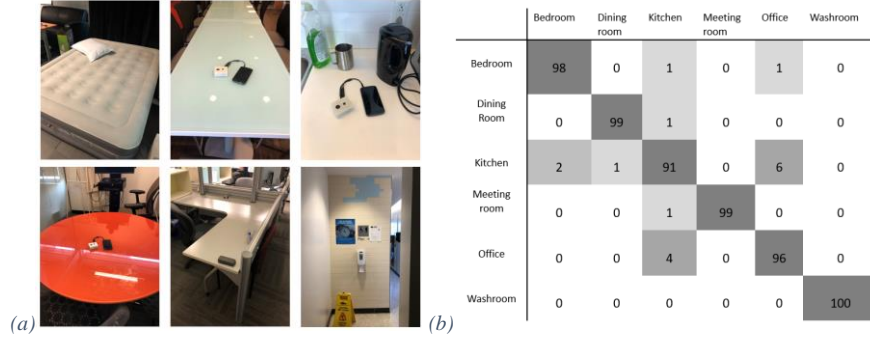 Bedroom Dining room Kitchen Meeting room Office Washroom
Bedroom 98 0 1 0 1 0
Dining Room 0 99 1 0 0 0
Kitchen 2 1 91 0 6 0
Meeting room 0 0 1 99 0 0
Office 0 0 4 0 96 0
Washroom 0 0 0 0 0 100
(a) (b)